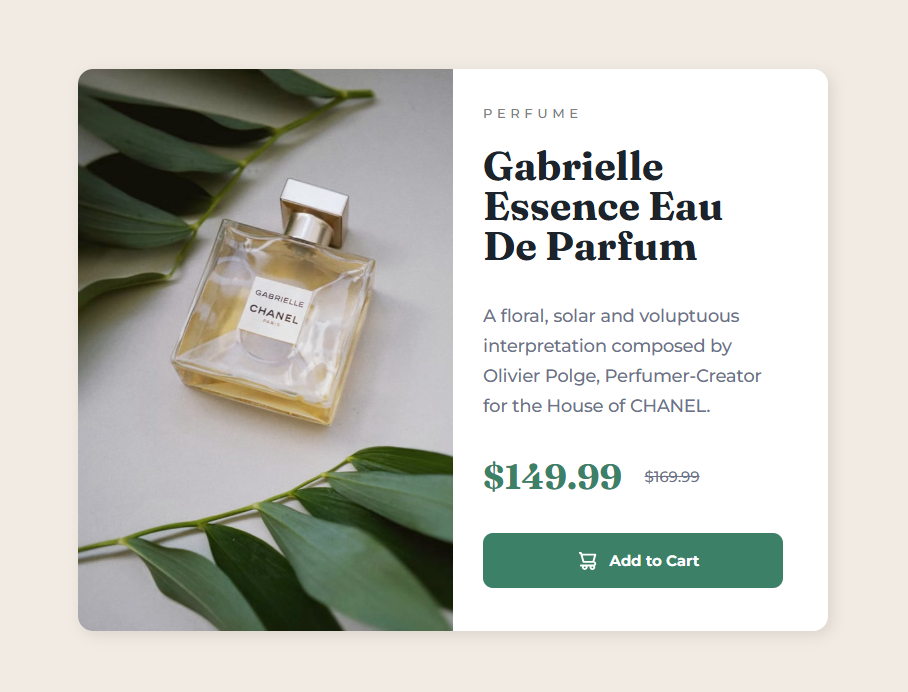 GABRIELLE
CHANEL
PARIS
PERFUME
Gabrielle
Essence Eau
De Parfum
A floral, solar and voluptuous
interpretation composed by
Olivier Polge, Perfumer-Creator
for the House of CHANEL.
$149.99 $169.99
Add to Cart